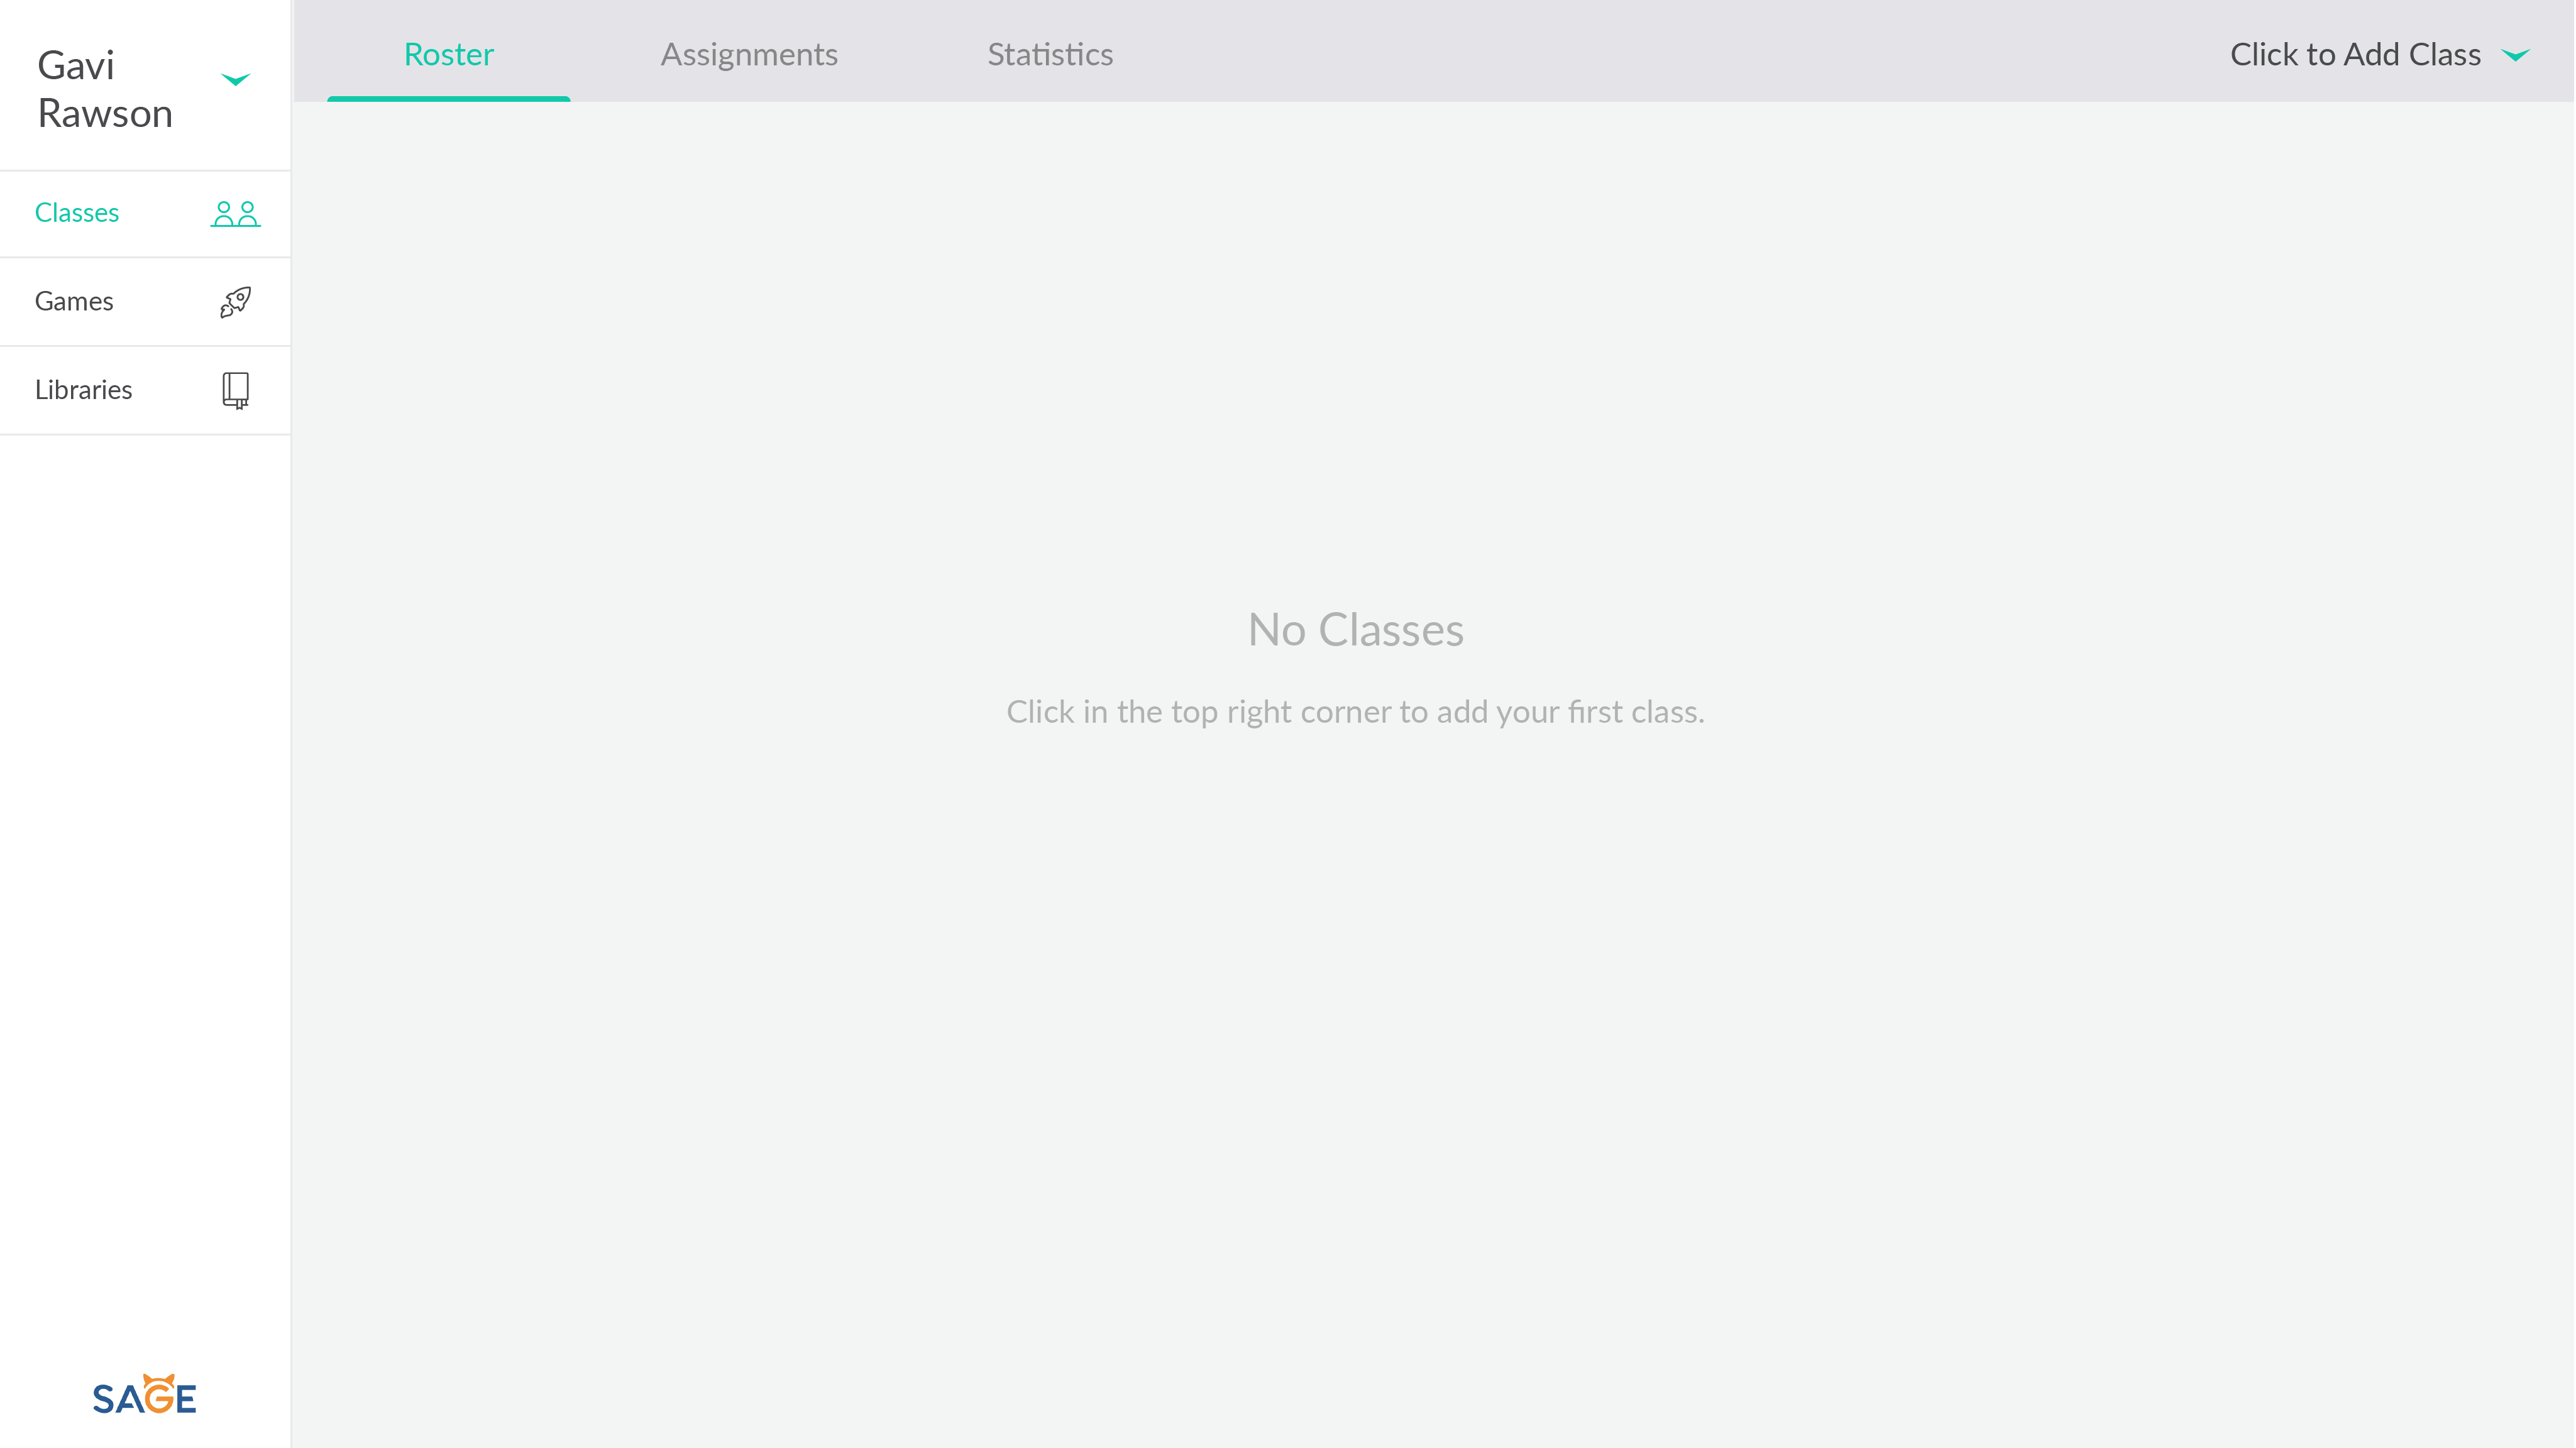 Gavi
Rawson
Roster
Assignments
Statistics
Click to Add Class
Classes
Games
Libraries
No Classes
Click in the top right corner to add your first class.
SAGE